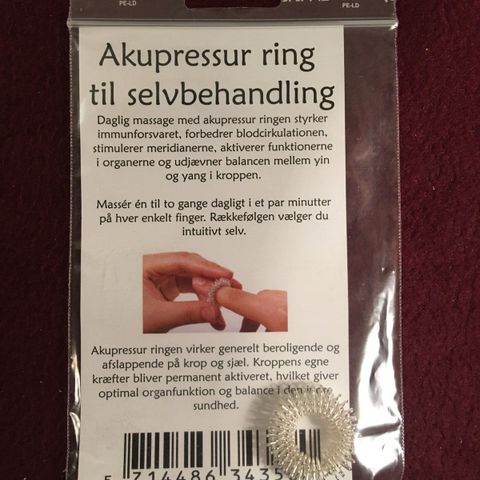 PE-LD
PE-LD
Akupressur ring
til selvbehandling
Daglig massage med akupressur ringen styrker
immunforsvaret, forbedrer blodcirkulationen,
stimulerer meridianerne, aktiverer funktionerne
i organerne og udjævner balancen mellem yin
og yang i kroppen.
Massér én til to gange dagligt i et par minutter
på hver enkelt finger. Rækkefølgen vælger du
intuitivt selv.
Akupressur ringen virker generelt beroligende og
afslappende på krop og sjæl. Kroppens egne
kræfter bliver permanent aktiveret, hvilket giver
optimal organfunktion og balance i den
sundhed.
5 714486 3435